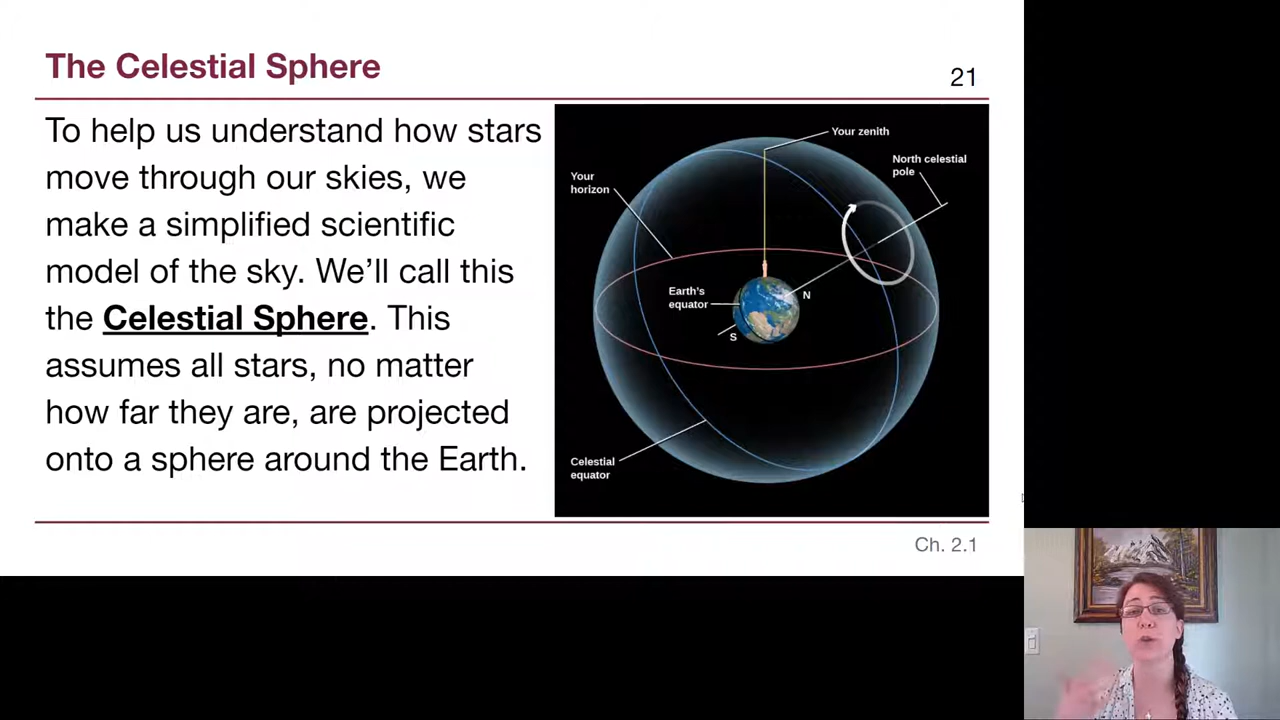 The Celestial Sphere
21
To help us understand how stars
move through our skies, we
make a simplified scientific
model of the sky. We’ll call this
the Celestial Sphere. This
assumes all stars, no matter
how far they are, are projected
onto a sphere around the Earth.
Your zenith
North celestial
pole
Your
horizon
Earth's
equator
N
S
Celestial
equator
Ch. 2.1